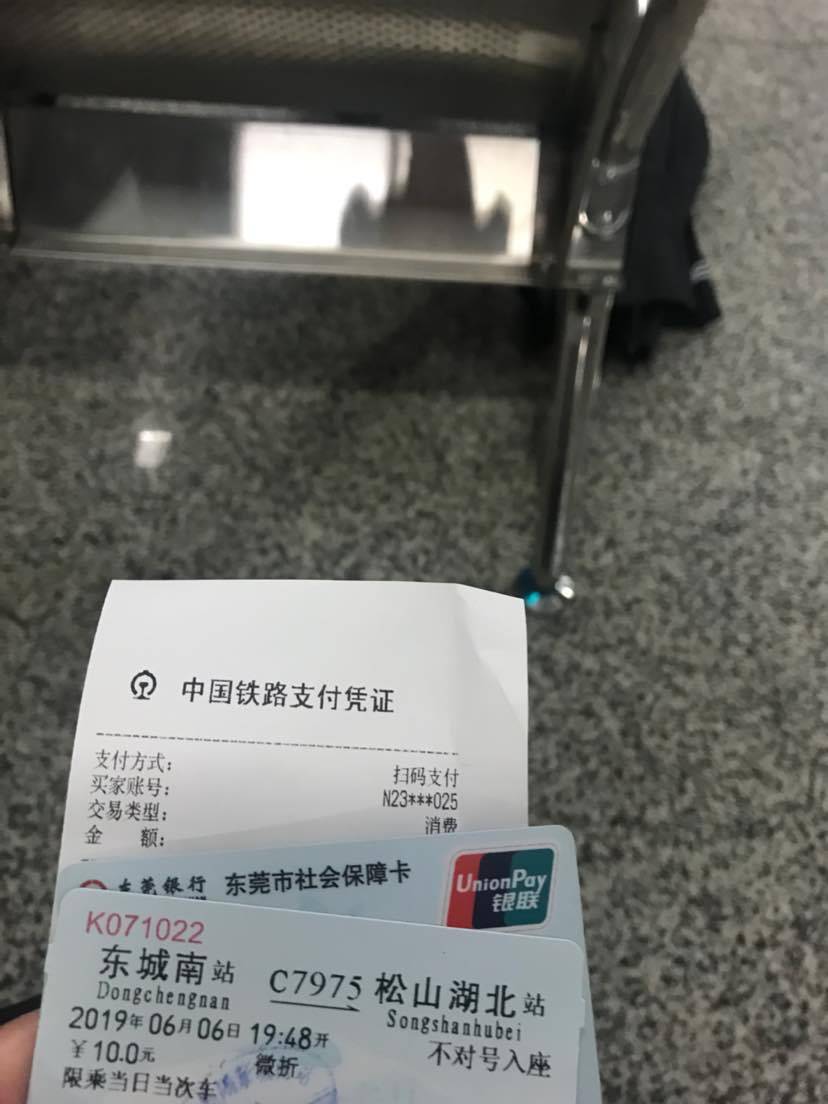 中国铁路支付凭证
支付方式： 扫码支付
买家账号： N23***025
交易类型： 消费
金 额：
东莞银行 东莞市社会保障卡
UnionPay
银联
K071022
东城南站 C7975 松山湖北站
Dongchengnan Songshanhubei
2019年06月06日 19:48开
￥10.0元 微折 不对号入座
限乘当日当次车